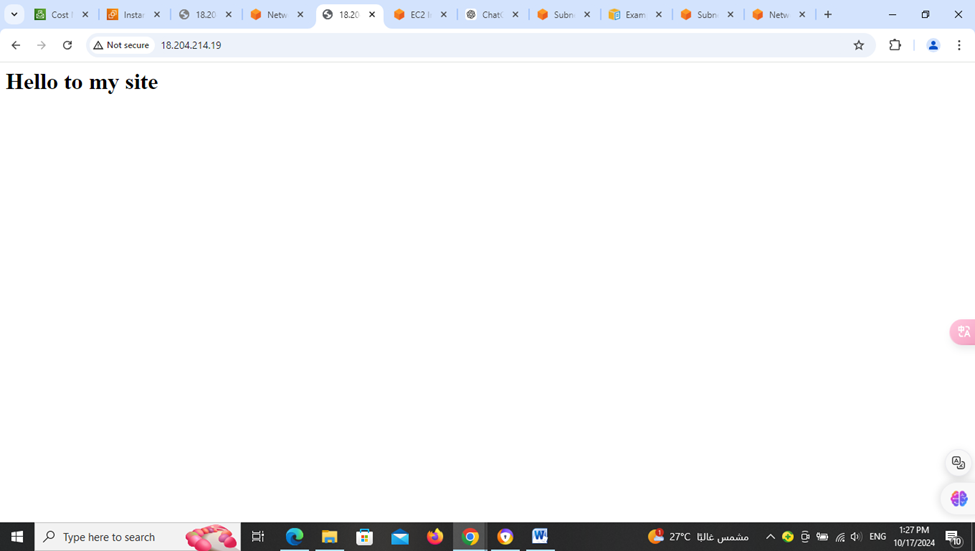 Cost
Instan
18.20
Netw
18.20
EC2 I
Chat
Subn
Exam
Subn
Netw
Not secure
18.204.214.19
Hello to my site
Type here to search
27°C
مشمس غالبًا
ENG
1:27 PM
10/17/2024
10